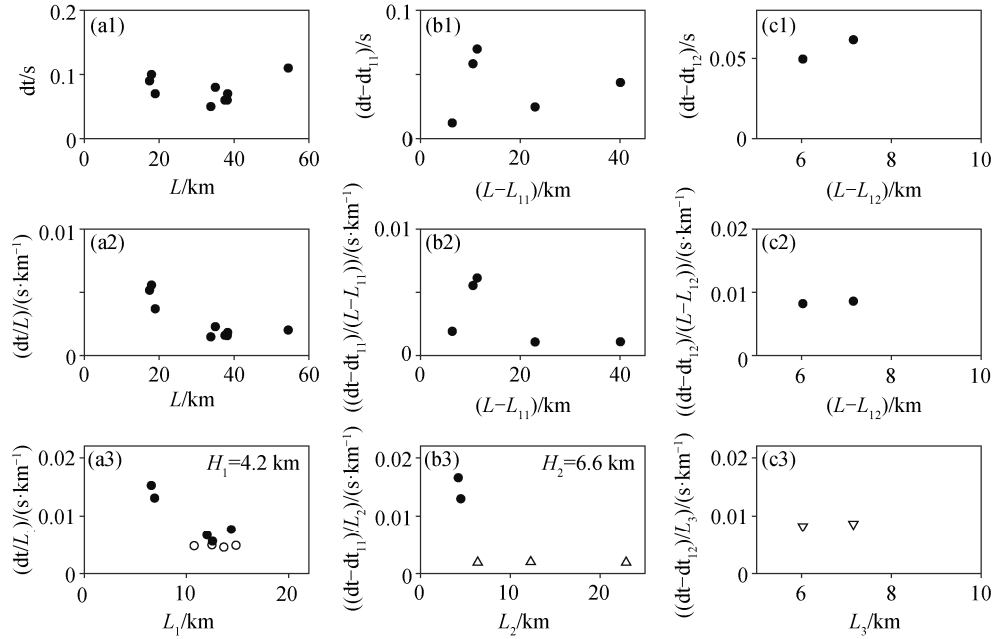 (a1)
0.2
0.1
0
dt/s
0 20 40 60
L/km
(b1)
0.1
0
(dt−dt₁₁)/s
0 20 40
(L−L₁₁)/km
(c1)
0.05
0
(dt−dt₁₂)/s
6 8 10
(L−L₁₂)/km
(a2)
0.01
0
(dt/L)/(s·km⁻¹)
0 20 40 60
L/km
(b2)
0.01
0
((dt−dt₁₁)/(L−L₁₁))/(s·km⁻¹)
0 20 40
(L−L₁₁)/km
(c2)
0.02
0.01
0
((dt−dt₁₂)/(L−L₁₂))/(s·km⁻¹)
6 8 10
(L−L₁₂)/km
(a3)
H₁=4.2 km
0.02
0.01
0
(dt/L₁)/(s·km⁻¹)
0 10 20
L₁/km
(b3)
H₂=6.6 km
0.02
0.01
0
((dt−dt₁₁)/L₂)/(s·km⁻¹)
0 10 20
L₂/km
(c3)
0.02
0.01
0
((dt−dt₁₂)/L₃)/(s·km⁻¹)
6 8 10
L₃/km